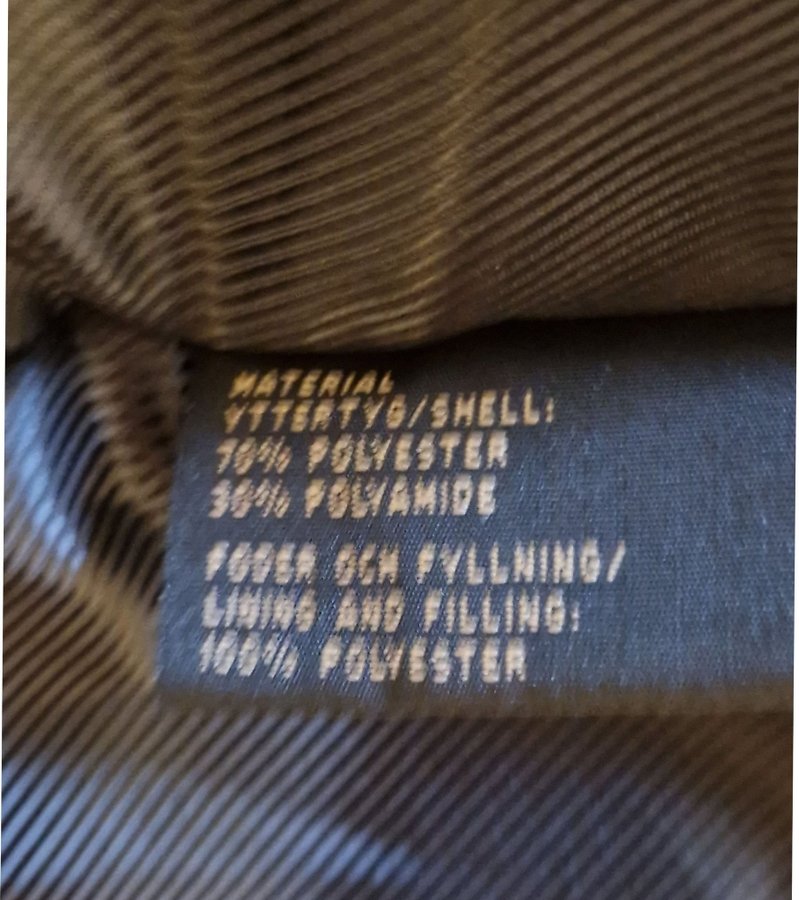 MATERIAL
YTTERTYG/SHELL:
70% POLYESTER
30% POLYAMIDE
FODER OCH FYLLNING/
LINING AND FILLING:
100% POLYESTER